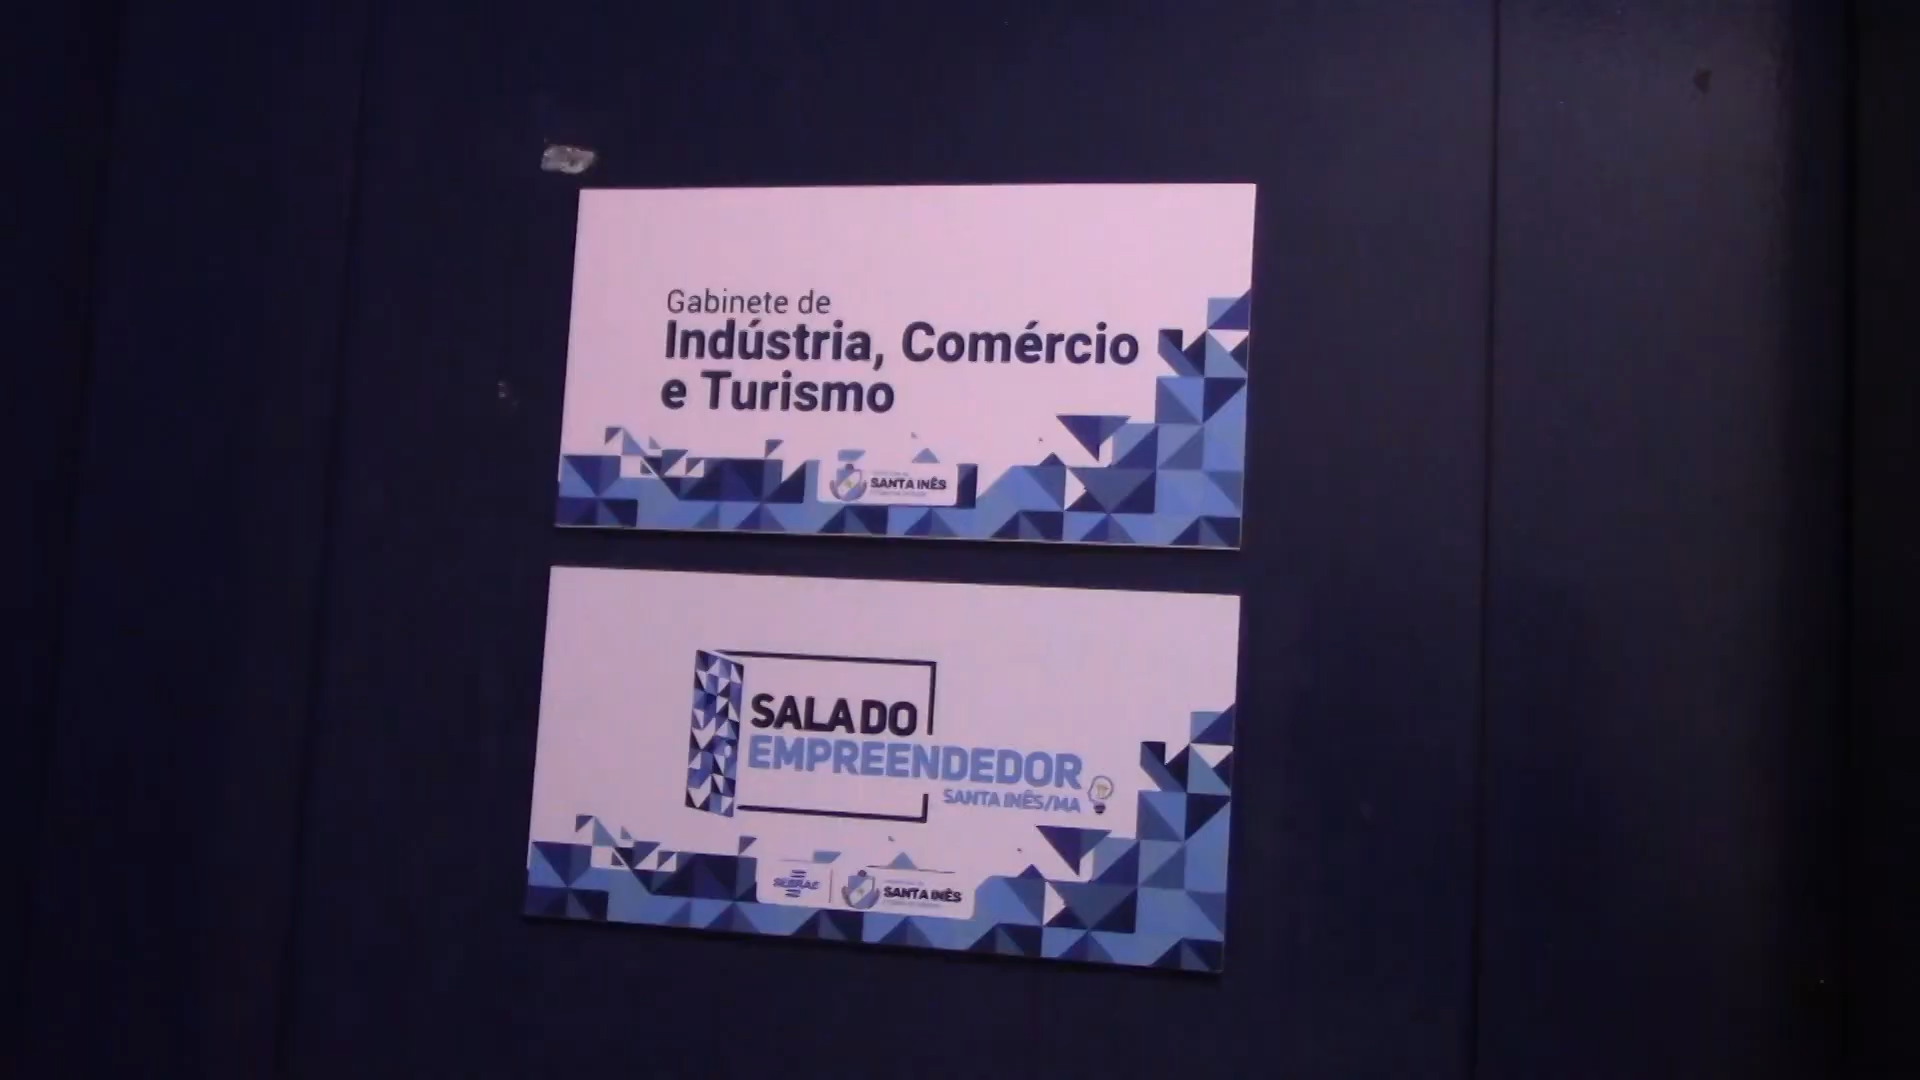 Gabinete de
Indústria, Comércio
e Turismo
SANTA INÊS
SALA DO
EMPREENDEDOR
SANTA INÊS/MA
SEBRAE
SANTA INÊS